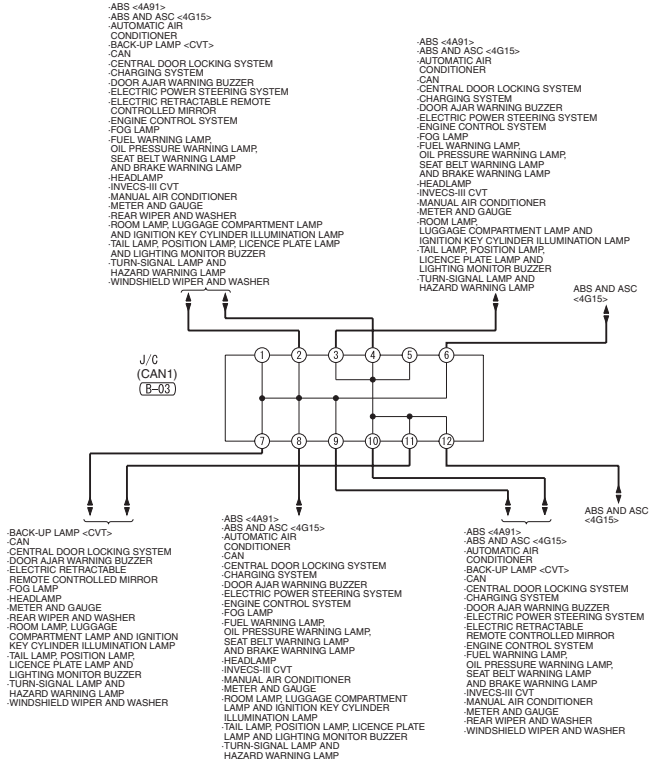 ·ABS <4A91>
·ABS AND ASC <4G15>
·AUTOMATIC AIR
CONDITIONER
·BACK-UP LAMP <CVT>
·CAN
·CENTRAL DOOR LOCKING SYSTEM
·CHARGING SYSTEM
·DOOR AJAR WARNING BUZZER
·ELECTRIC POWER STEERING SYSTEM
·ELECTRIC RETRACTABLE REMOTE
CONTROLLED MIRROR
·ENGINE CONTROL SYSTEM
·FOG LAMP
·FUEL WARNING LAMP,
OIL PRESSURE WARNING LAMP,
SEAT BELT WARNING LAMP
AND BRAKE WARNING LAMP
·HEADLAMP
·INVECS-III CVT
·MANUAL AIR CONDITIONER
·METER AND GAUGE
·REAR WIPER AND WASHER
·ROOM LAMP, LUGGAGE COMPARTMENT LAMP
AND IGNITION KEY CYLINDER ILLUMINATION LAMP
·TAIL LAMP, POSITION LAMP, LICENCE PLATE LAMP
AND LIGHTING MONITOR BUZZER
·TURN-SIGNAL LAMP AND
HAZARD WARNING LAMP
·WINDSHIELD WIPER AND WASHER
·ABS <4A91>
·ABS AND ASC <4G15>
·AUTOMATIC AIR
CONDITIONER
·CAN
·CENTRAL DOOR LOCKING SYSTEM
·CHARGING SYSTEM
·DOOR AJAR WARNING BUZZER
·ELECTRIC POWER STEERING SYSTEM
·ENGINE CONTROL SYSTEM
·FOG LAMP
·FUEL WARNING LAMP,
OIL PRESSURE WARNING LAMP,
SEAT BELT WARNING LAMP
AND BRAKE WARNING LAMP
·HEADLAMP
·INVECS-III CVT
·MANUAL AIR CONDITIONER
·METER AND GAUGE
·ROOM LAMP,
LUGGAGE COMPARTMENT LAMP AND
IGNITION KEY CYLINDER ILLUMINATION LAMP
·TAIL LAMP, POSITION LAMP,
LICENCE PLATE LAMP AND
LIGHTING MONITOR BUZZER
·TURN-SIGNAL LAMP AND
HAZARD WARNING LAMP
ABS AND ASC
<4G15>
J/C
(CAN1)
B-03
1 2 3 4 5 6
7 8 9 10 11 12
·BACK-UP LAMP <CVT>
·CAN
·CENTRAL DOOR LOCKING SYSTEM
·DOOR AJAR WARNING BUZZER
·ELECTRIC RETRACTABLE
REMOTE CONTROLLED MIRROR
·FOG LAMP
·HEADLAMP
·METER AND GAUGE
·REAR WIPER AND WASHER
·ROOM LAMP, LUGGAGE
COMPARTMENT LAMP AND IGNITION
KEY CYLINDER ILLUMINATION LAMP
·TAIL LAMP, POSITION LAMP,
LICENCE PLATE LAMP AND
LIGHTING MONITOR BUZZER
·TURN-SIGNAL LAMP AND
HAZARD WARNING LAMP
·WINDSHIELD WIPER AND WASHER
·ABS <4A91>
·ABS AND ASC <4G15>
·AUTOMATIC AIR
CONDITIONER
·CAN
·CENTRAL DOOR LOCKING SYSTEM
·CHARGING SYSTEM
·DOOR AJAR WARNING BUZZER
·ELECTRIC POWER STEERING SYSTEM
·ENGINE CONTROL SYSTEM
·FOG LAMP
·FUEL WARNING LAMP,
OIL PRESSURE WARNING LAMP,
SEAT BELT WARNING LAMP
AND BRAKE WARNING LAMP
·HEADLAMP
·INVECS-III CVT
·MANUAL AIR CONDITIONER
·METER AND GAUGE
·ROOM LAMP, LUGGAGE COMPARTMENT
LAMP AND IGNITION KEY CYLINDER
ILLUMINATION LAMP
·TAIL LAMP, POSITION LAMP, LICENCE PLATE
LAMP AND LIGHTING MONITOR BUZZER
·TURN-SIGNAL LAMP AND
HAZARD WARNING LAMP
·ABS <4A91>
·ABS AND ASC <4G15>
·AUTOMATIC AIR
CONDITIONER
·BACK-UP LAMP <CVT>
·CAN
·CENTRAL DOOR LOCKING SYSTEM
·CHARGING SYSTEM
·DOOR AJAR WARNING BUZZER
·ELECTRIC POWER STEERING SYSTEM
·ELECTRIC RETRACTABLE
REMOTE CONTROLLED MIRROR
·ENGINE CONTROL SYSTEM
·FUEL WARNING LAMP,
OIL PRESSURE WARNING LAMP,
SEAT BELT WARNING LAMP
AND BRAKE WARNING LAMP
·INVECS-III CVT
·MANUAL AIR CONDITIONER
·METER AND GAUGE
·REAR WIPER AND WASHER
·WINDSHIELD WIPER AND WASHER
ABS AND ASC
<4G15>